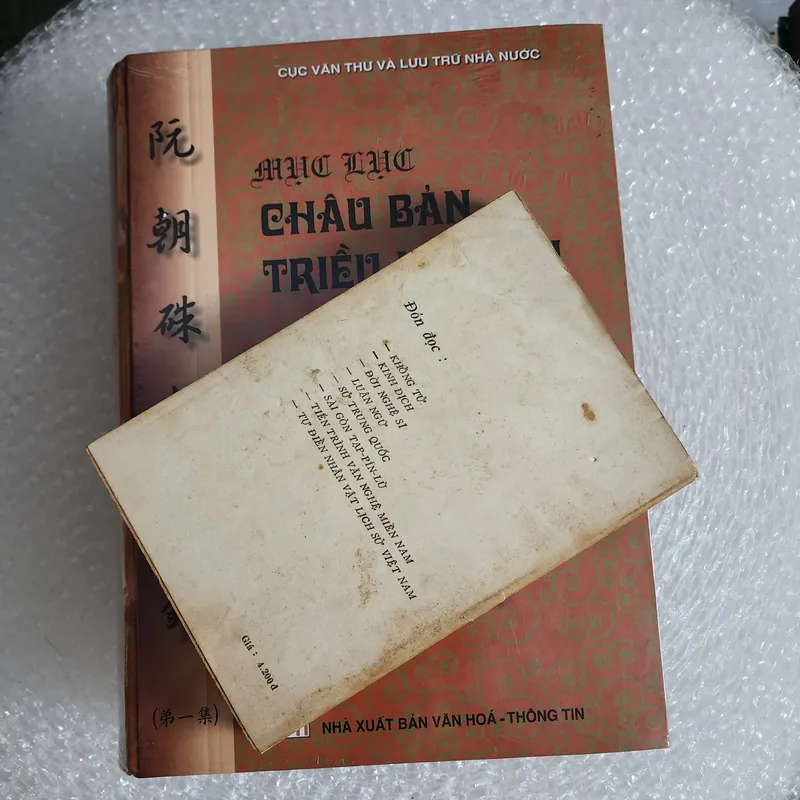 CỤC VĂN THƯ VÀ LƯU TRỮ NHÀ NƯỚC
MỤC LỤC
CHÂU BẢN
TRIỀU
阮
朝
硃
(第一集)
NHÀ XUẤT BẢN VĂN HOÁ - THÔNG TIN
Đón đọc :
— KHỔNG TỬ
— KINH DỊCH
— ĐỜI NGHỆ SĨ
— LUẬN NGỮ
— SỬ TRUNG QUỐC
— SÀI GÒN TẠP-PÍN-LÙ
— TIẾN TRÌNH VĂN NGHỆ MIỀN NAM
— TỰ ĐIỂN NHÂN VẬT LỊCH SỬ VIỆT NAM
Giá : 4.200đ